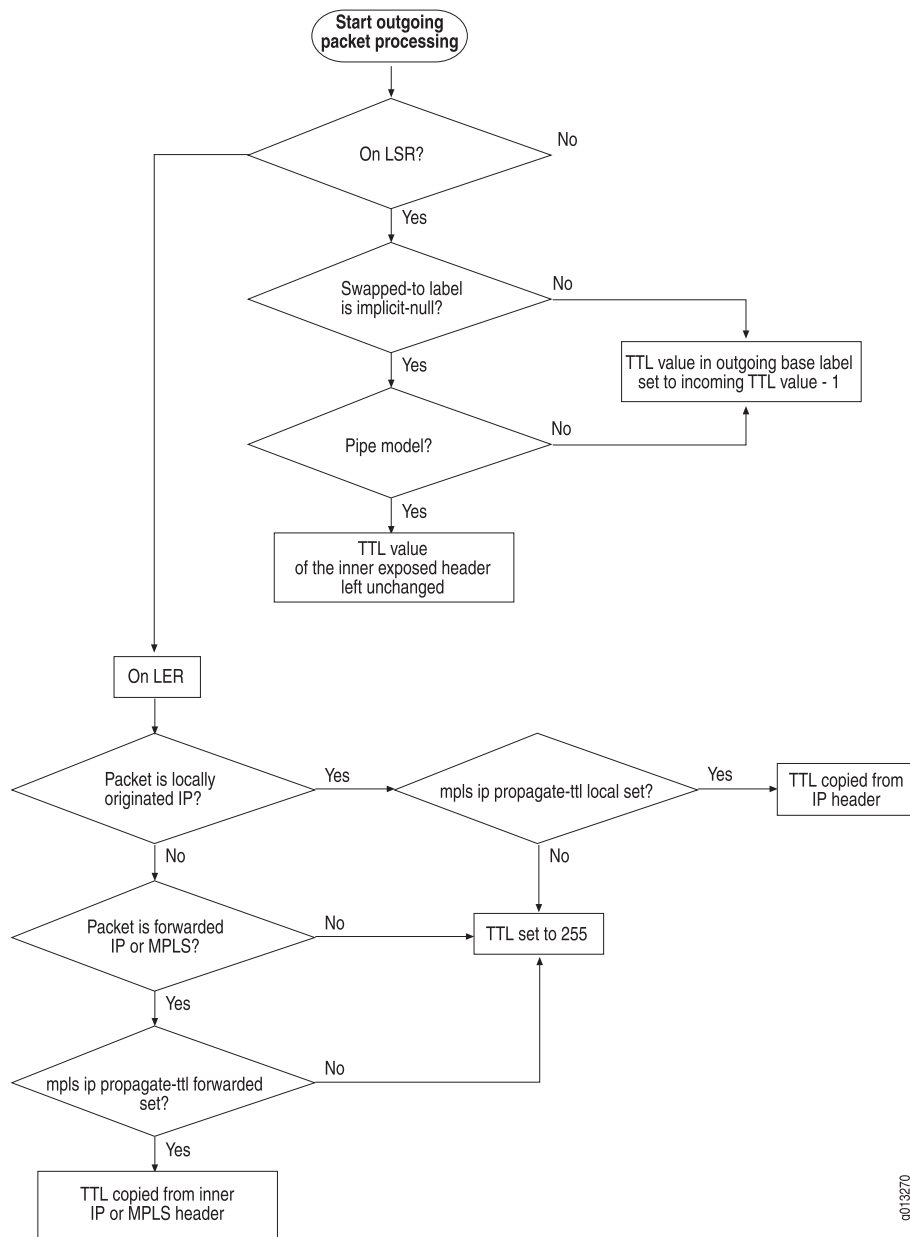 Start outgoing
packet processing
On LSR?
No
Yes
Swapped-to label
is implicit-null?
No
TTL value in outgoing base label
set to incoming TTL value - 1
Yes
Pipe model?
No
Yes
TTL value
of the inner exposed header
left unchanged
On LER
Packet is locally
originated IP?
Yes
mpls ip propagate-ttl local set?
Yes
TTL copied from
IP header
No
No
Packet is forwarded
IP or MPLS?
No
TTL set to 255
Yes
mpls ip propagate-ttl forwarded
set?
No
Yes
TTL copied from inner
IP or MPLS header
g013270